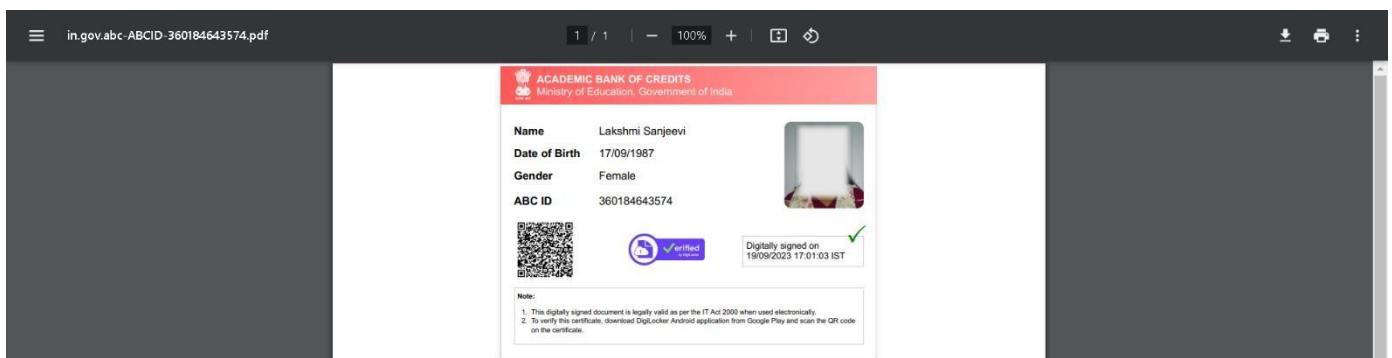 in.gov.abc-ABCID-360184643574.pdf
1 / 1 | − 100% + |
ACADEMIC BANK OF CREDITS
Ministry of Education, Government of India
Name Lakshmi Sanjeevi
Date of Birth 17/09/1987
Gender Female
ABC ID 360184643574
Verified
by DigiLocker
Digitally signed on
19/09/2023 17:01:03 IST
Note:
1. This digitally signed document is legally valid as per the IT Act 2000 when used electronically.
2. To verify this certificate, download DigiLocker Android application from Google Play and scan the QR code
on the certificate.